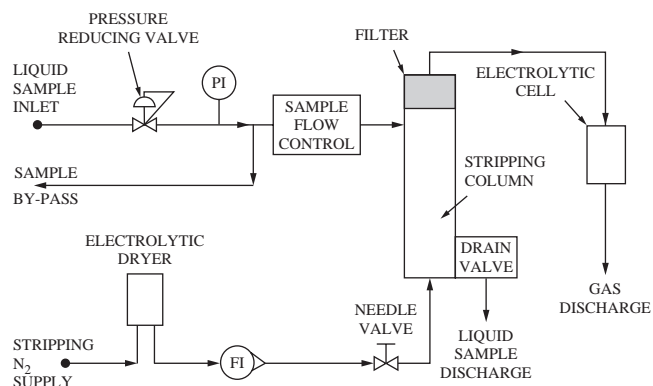 PRESSURE
REDUCING VALVE
LIQUID
SAMPLE
INLET
PI
SAMPLE
FLOW
CONTROL
FILTER
ELECTROLYTIC
CELL
SAMPLE
BY-PASS
STRIPPING
COLUMN
ELECTROLYTIC
DRYER
DRAIN
VALVE
GAS
DISCHARGE
NEEDLE
VALVE
LIQUID
SAMPLE
DISCHARGE
STRIPPING
N2
SUPPLY
FI